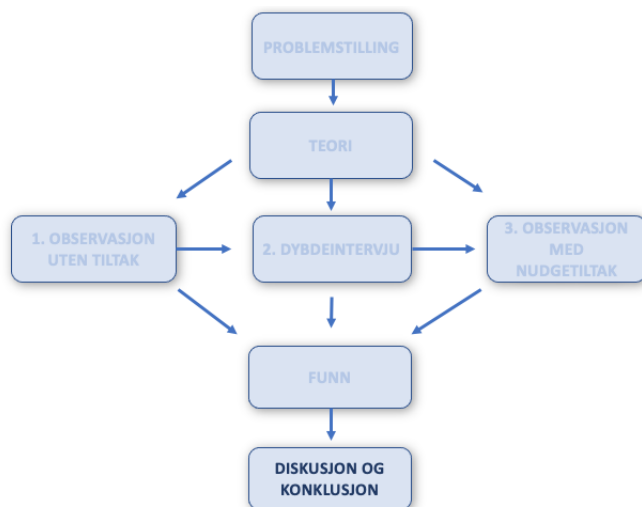 PROBLEMSTILLING
TEORI
1. OBSERVASJON
UTEN TILTAK
2. DYBDEINTERVJU
3. OBSERVASJON
MED
NUDGETILTAK
FUNN
DISKUSJON OG
KONKLUSJON